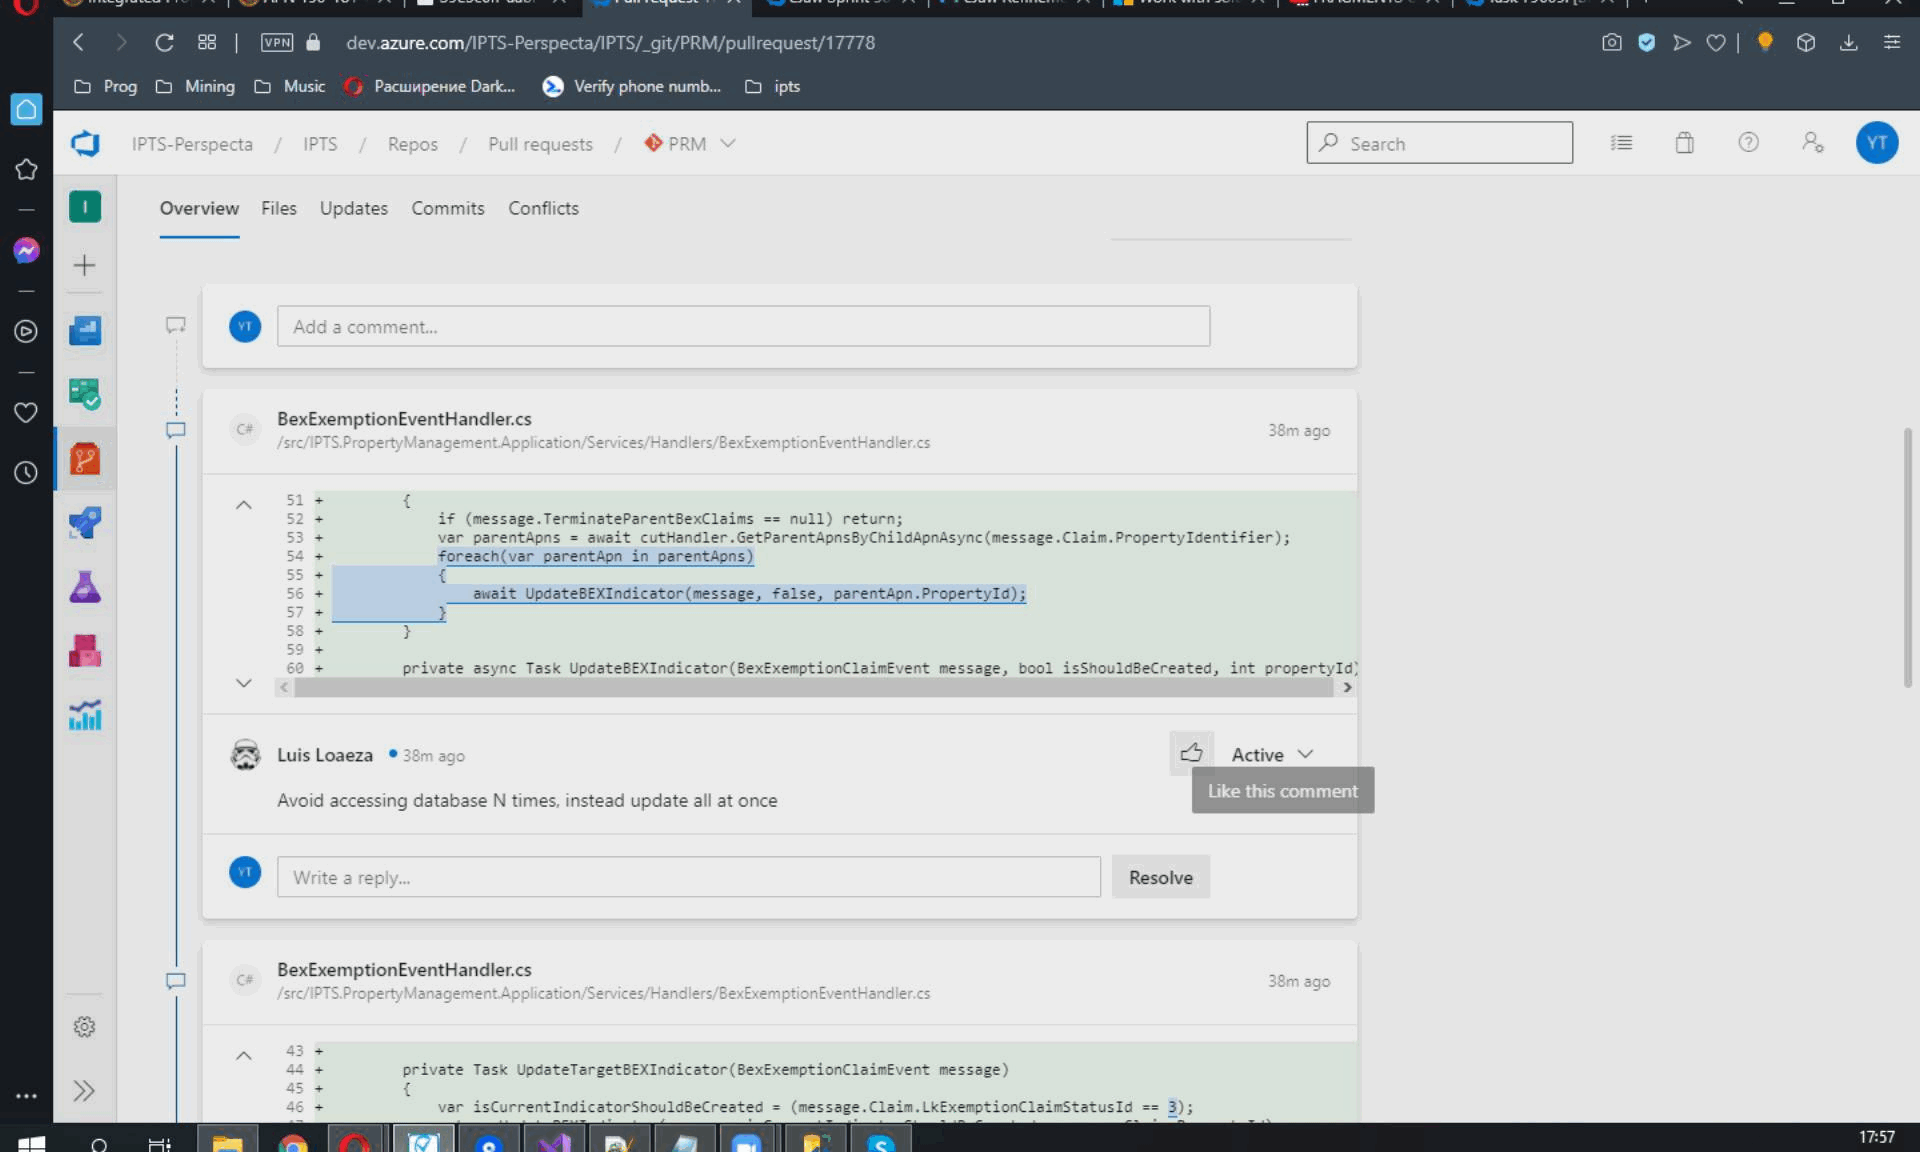 VPN dev.azure.com/IPTS-Perspecta/IPTS/_git/PRM/pullrequest/17778
Prog Mining Music Расширение Dark... Verify phone numb... ipts
IPTS-Perspecta / IPTS / Repos / Pull requests / PRM Search YT
I
Overview Files Updates Commits Conflicts
YT Add a comment...
BexExemptionEventHandler.cs
C# /src/IPTS.PropertyManagement.Application/Services/Handlers/BexExemptionEventHandler.cs 38m ago
51 + {
52 + if (message.TerminateParentBexClaims == null) return;
53 + var parentApns = await cutHandler.GetParentApnsByChildApnAsync(message.Claim.PropertyIdentifier);
54 + foreach(var parentApn in parentApns)
55 + {
56 + await UpdateBEXIndicator(message, false, parentApn.PropertyId);
57 + }
58 + }
59 +
60 + private async Task UpdateBEXIndicator(BexExemptionClaimEvent message, bool isShouldBeCreated, int propertyId)
Luis Loaeza 38m ago Active
Like this comment
Avoid accessing database N times, instead update all at once
YT Write a reply... Resolve
BexExemptionEventHandler.cs
C# /src/IPTS.PropertyManagement.Application/Services/Handlers/BexExemptionEventHandler.cs 38m ago
43 +
44 + private Task UpdateTargetBEXIndicator(BexExemptionClaimEvent message)
45 + {
46 + var isCurrentIndicatorShouldBeCreated = (message.Claim.LkExemptionClaimStatusId == 3);
17:57